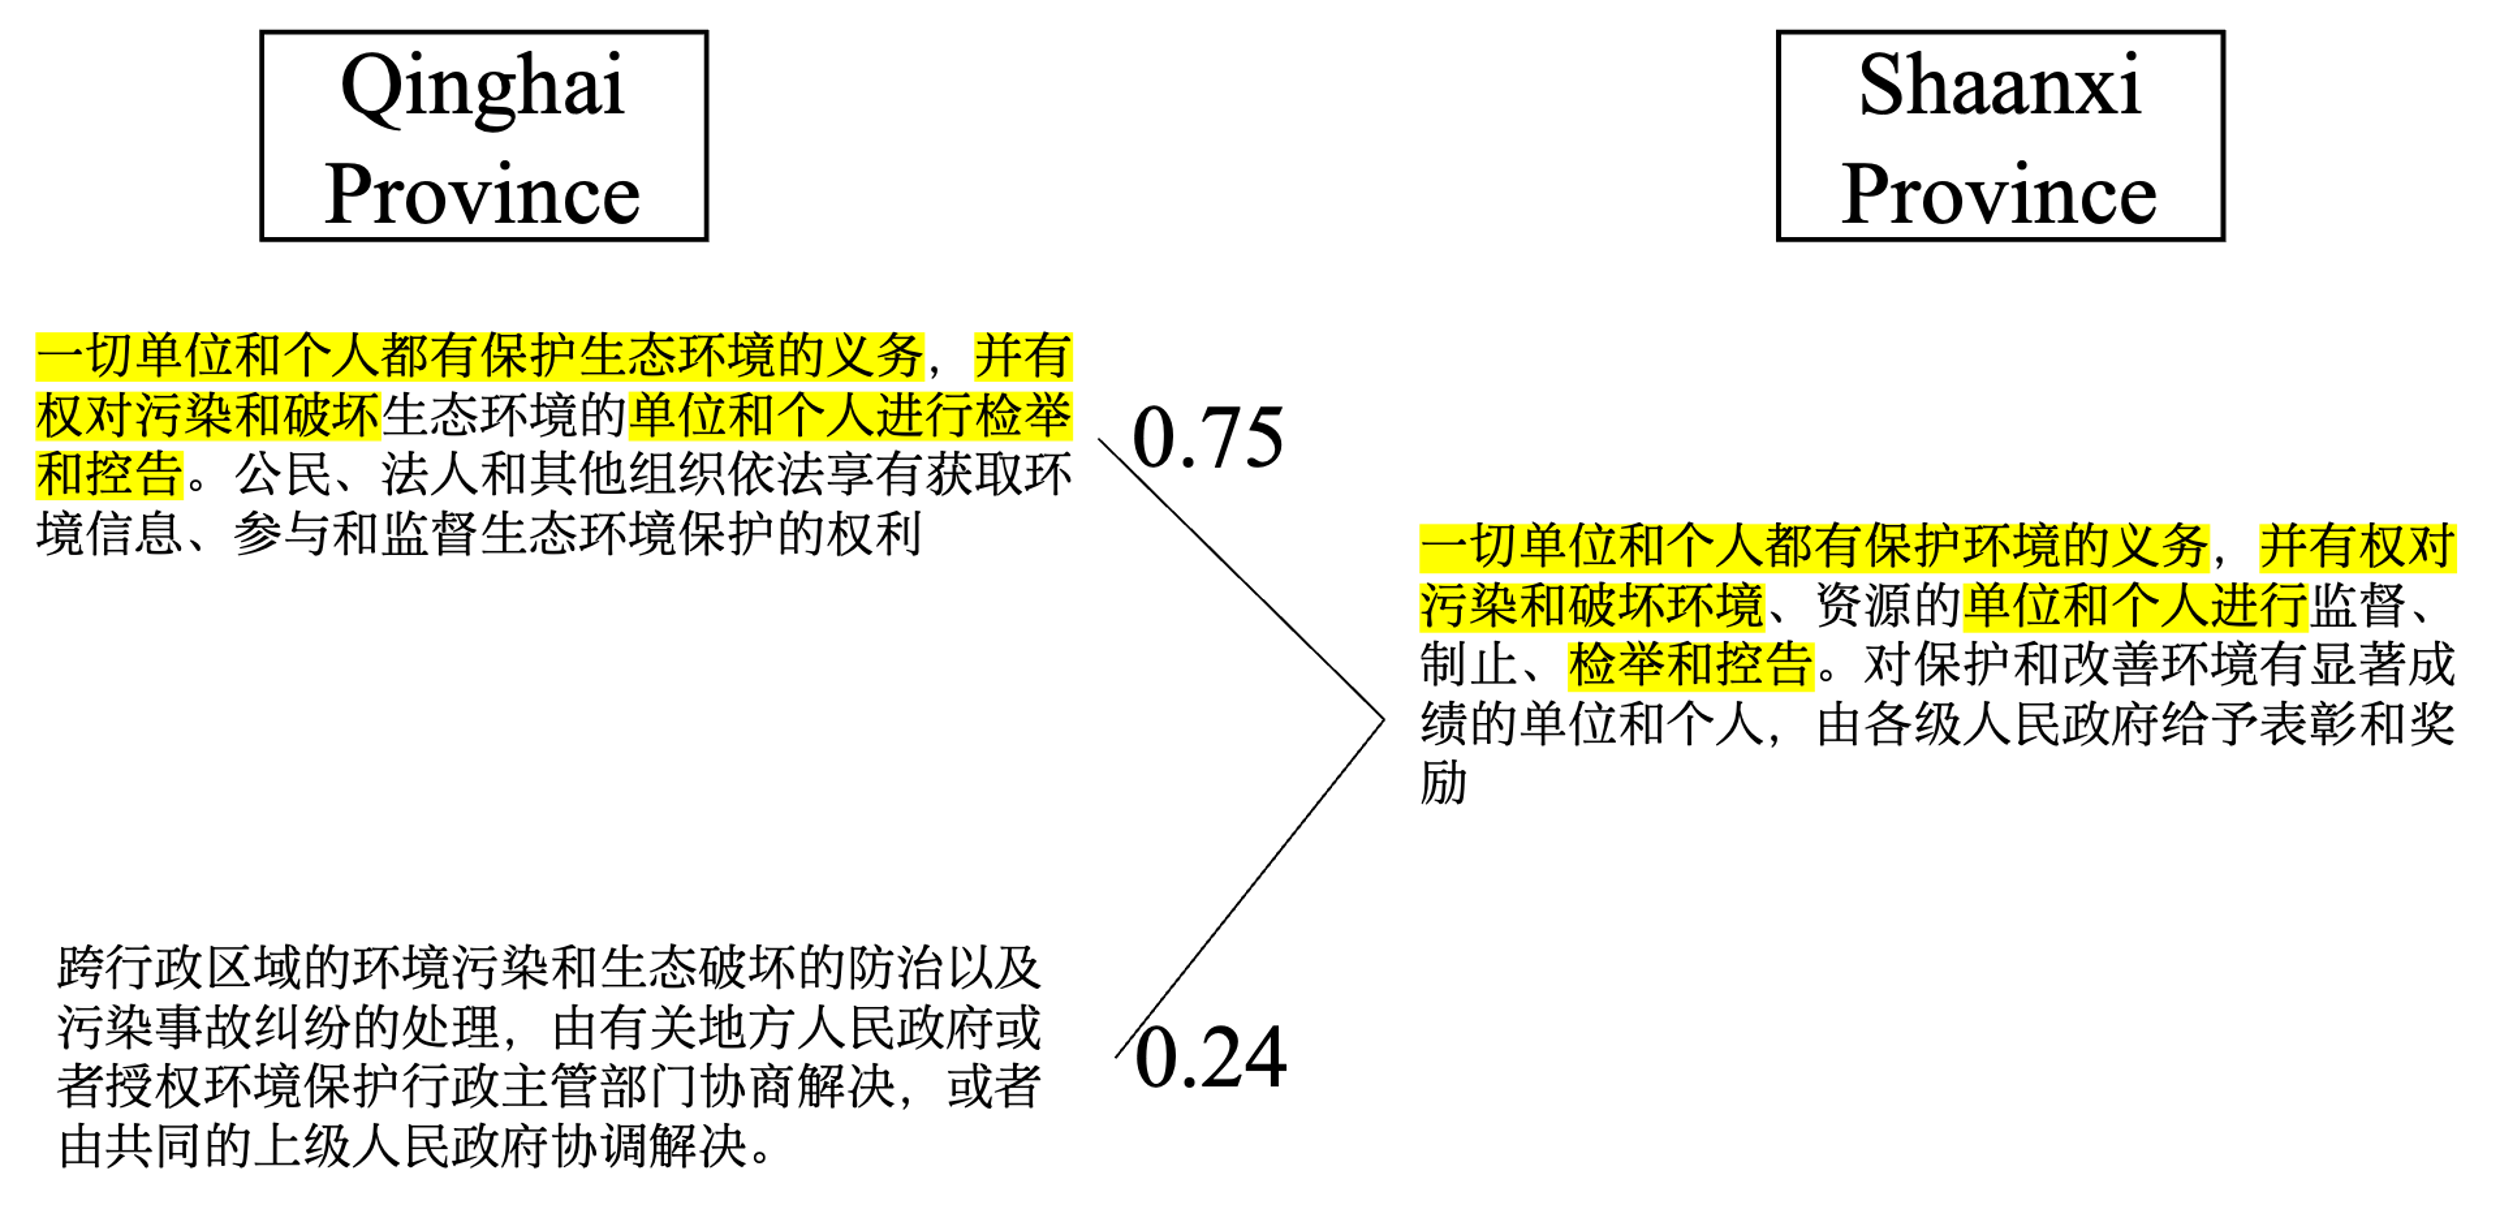 Qinghai
Province
Shaanxi
Province
一切单位和个人都有保护生态环境的义务，并有
权对污染和破坏生态环境的单位和个人进行检举
和控告。公民、法人和其他组织依法享有获取环
境信息、参与和监督生态环境保护的权利
0.75
一切单位和个人都有保护环境的义务，并有权对
污染和破坏环境、资源的单位和个人进行监督、
制止、检举和控告。对保护和改善环境有显著成
绩的单位和个人，由各级人民政府给予表彰和奖
励
跨行政区域的环境污染和生态破坏的防治以及
污染事故纠纷的处理，由有关地方人民政府或
者授权环境保护行政主管部门协商解决，或者
由共同的上级人民政府协调解决。
0.24